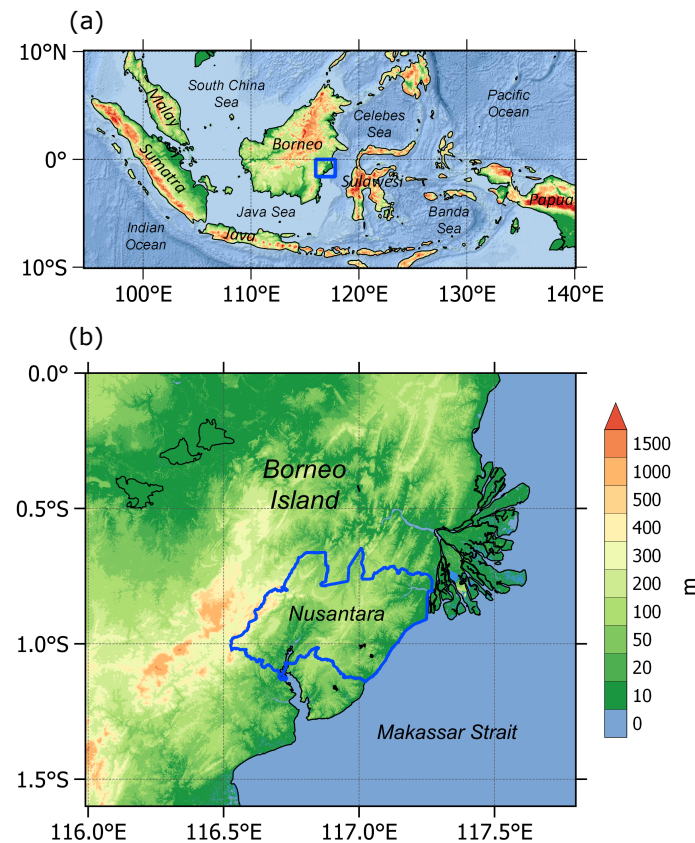 (a)
10°N
0°
10°S
South China
Sea
Malay
Sumatra
Borneo
Celebes
Sea
Pacific
Ocean
Sulawesi
Papua
Java Sea
Banda
Sea
Indian
Ocean
Java
100°E
110°E
120°E
130°E
140°E
(b)
0.0°
0.5°S
1.0°S
1.5°S
Borneo
Island
Nusantara
Makassar Strait
116.0°E
116.5°E
117.0°E
117.5°E
1500
1000
500
400
300
200
100
50
20
10
0
m